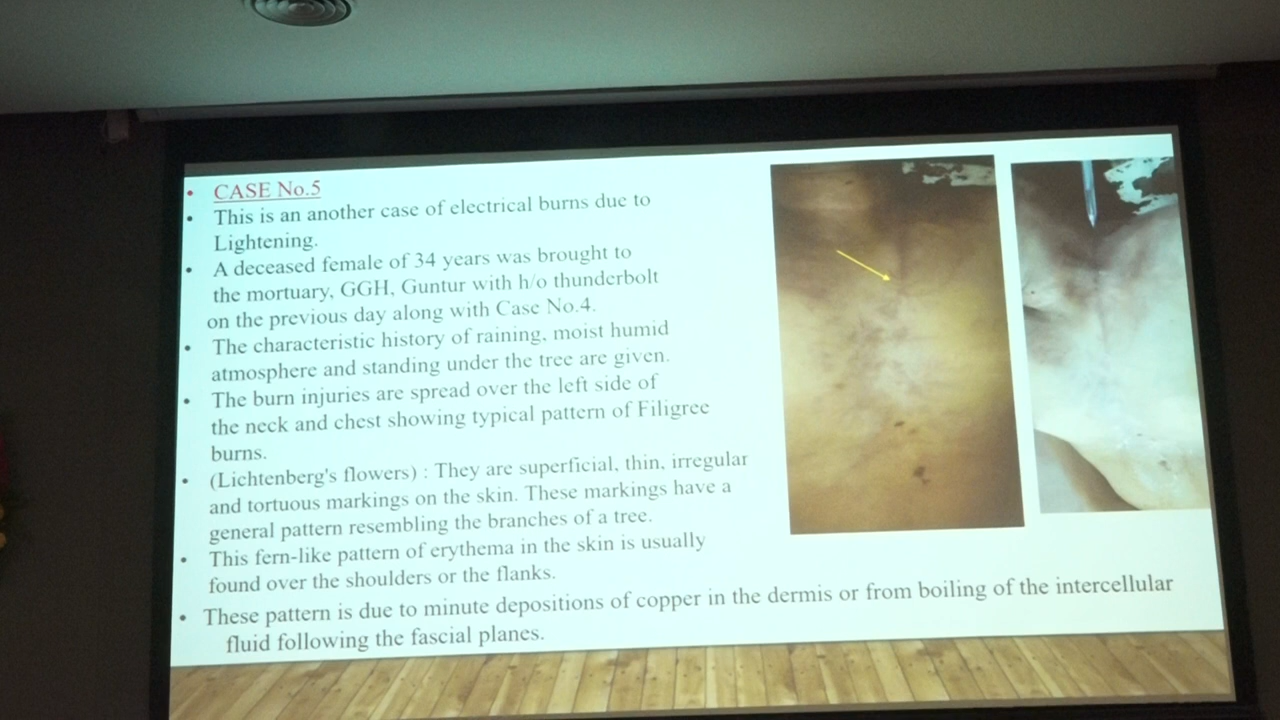 • CASE No.5
• This is an another case of electrical burns due to
Lightening.
• A deceased female of 34 years was brought to
the mortuary, GGH, Guntur with h/o thunderbolt
on the previous day along with Case No.4.
• The characteristic history of raining, moist humid
atmosphere and standing under the tree are given.
• The burn injuries are spread over the left side of
the neck and chest showing typical pattern of Filigree
burns.
• (Lichtenberg's flowers) : They are superficial, thin, irregular
and tortuous markings on the skin. These markings have a
general pattern resembling the branches of a tree.
• This fern-like pattern of erythema in the skin is usually
found over the shoulders or the flanks.
• These pattern is due to minute depositions of copper in the dermis or from boiling of the intercellular
fluid following the fascial planes.